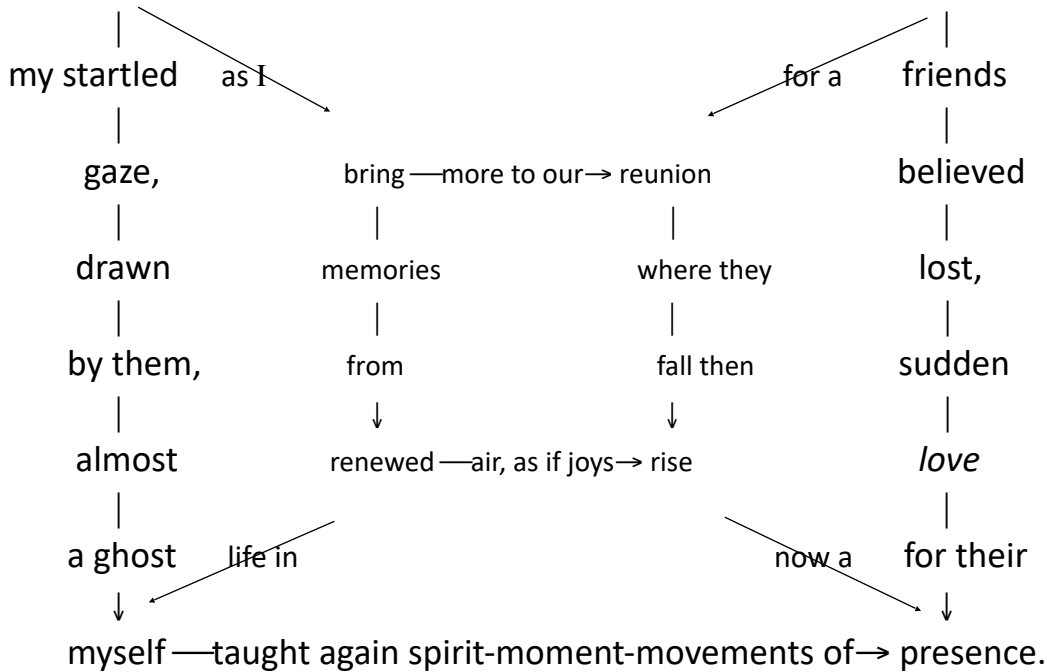 my startled as I for a friends
gaze, bring more to our reunion believed
drawn memories where they lost,
by them, from fall then sudden
almost renewed air, as if joys rise love
a ghost life in now a for their
myself taught again spirit-moment-movements of presence.